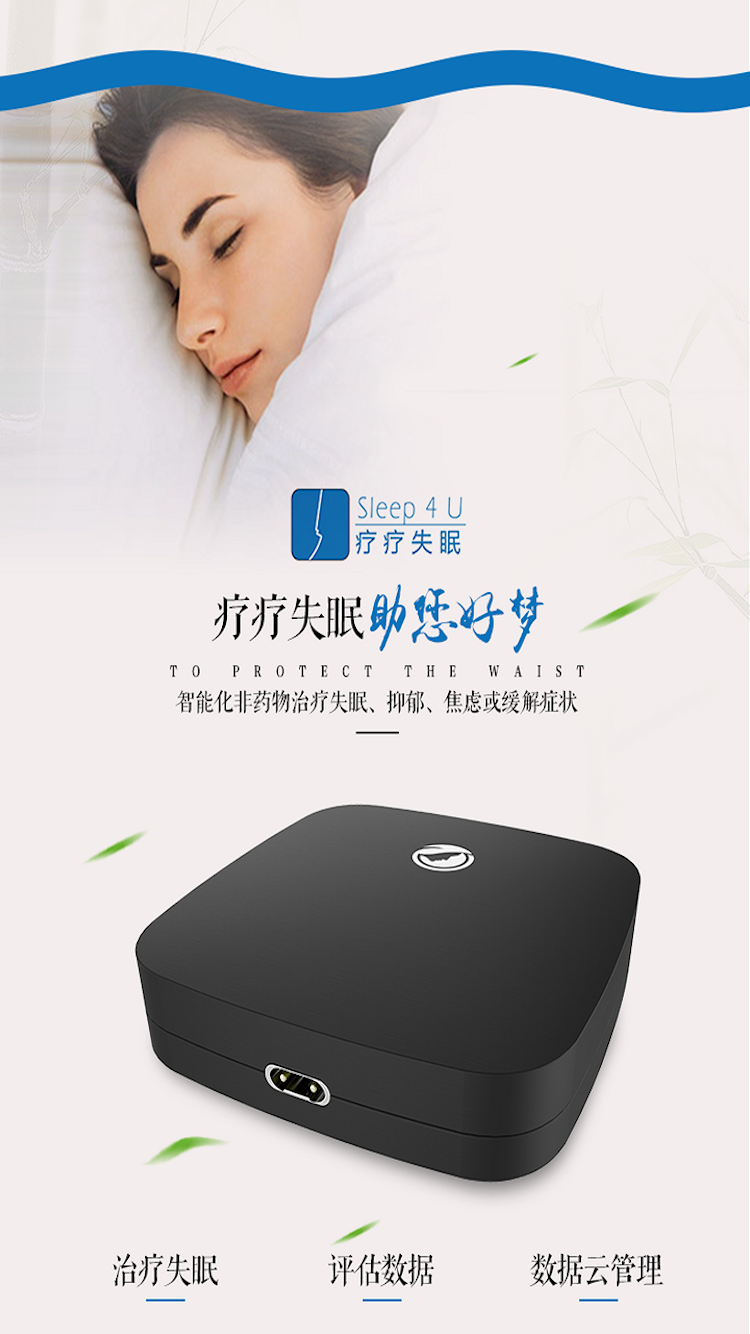 Sleep 4 U
疗疗失眠
疗疗失眠助您好梦
TO PROTECT THE WAIST
智能化非药物治疗失眠、抑郁、焦虑或缓解症状
治疗失眠 评估数据 数据云管理